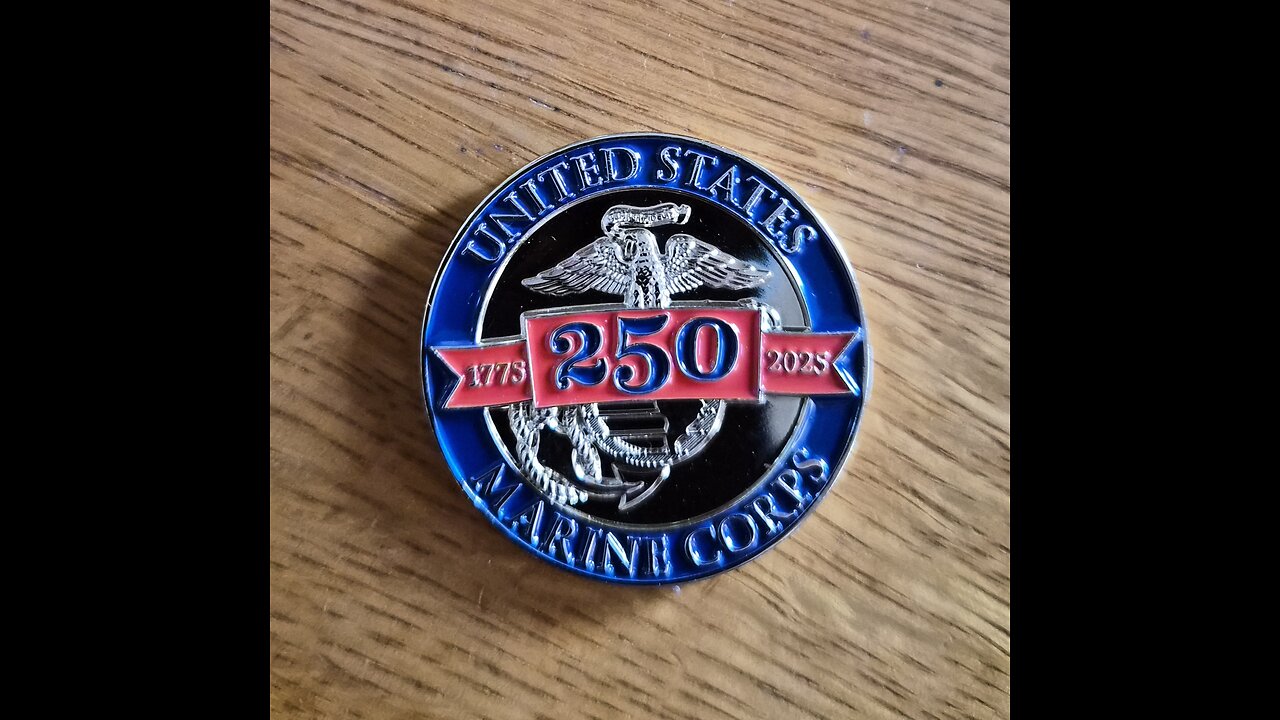 UNITED STATES
1775
250
2025
MARINE CORPS